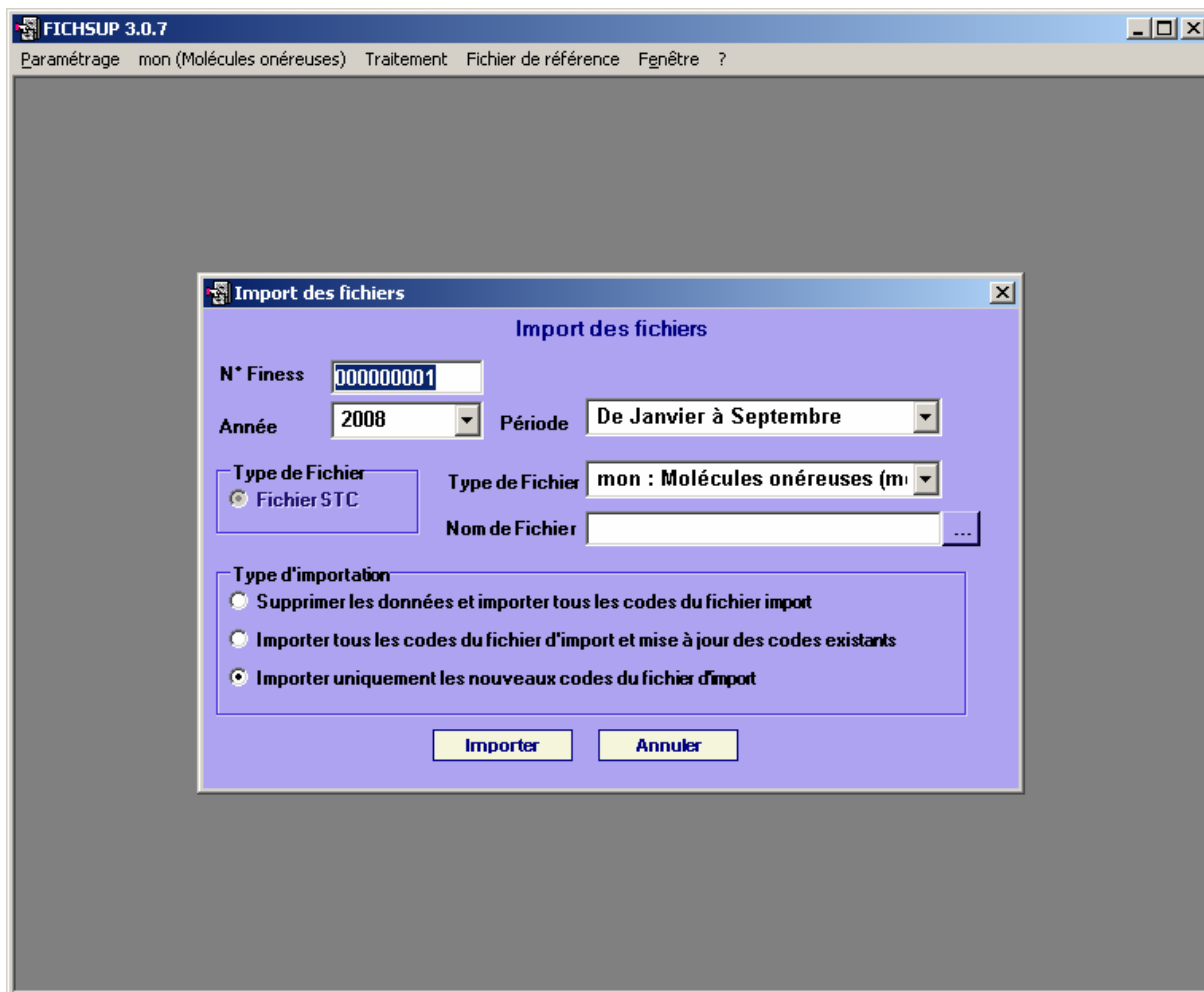 FICHSUP 3.0.7
Paramétrage mon (Molécules onéreuses) Traitement Fichier de référence Fenêtre ?
Import des fichiers
Import des fichiers
N° Finess 000000001
Année 2008 Période De Janvier à Septembre
Type de Fichier
Fichier STC
Type de Fichier mon : Molécules onéreuses (m
Nom de Fichier ...
Type d'importation
Supprimer les données et importer tous les codes du fichier import
Importer tous les codes du fichier d'import et mise à jour des codes existants
Importer uniquement les nouveaux codes du fichier d'import
Importer Annuler